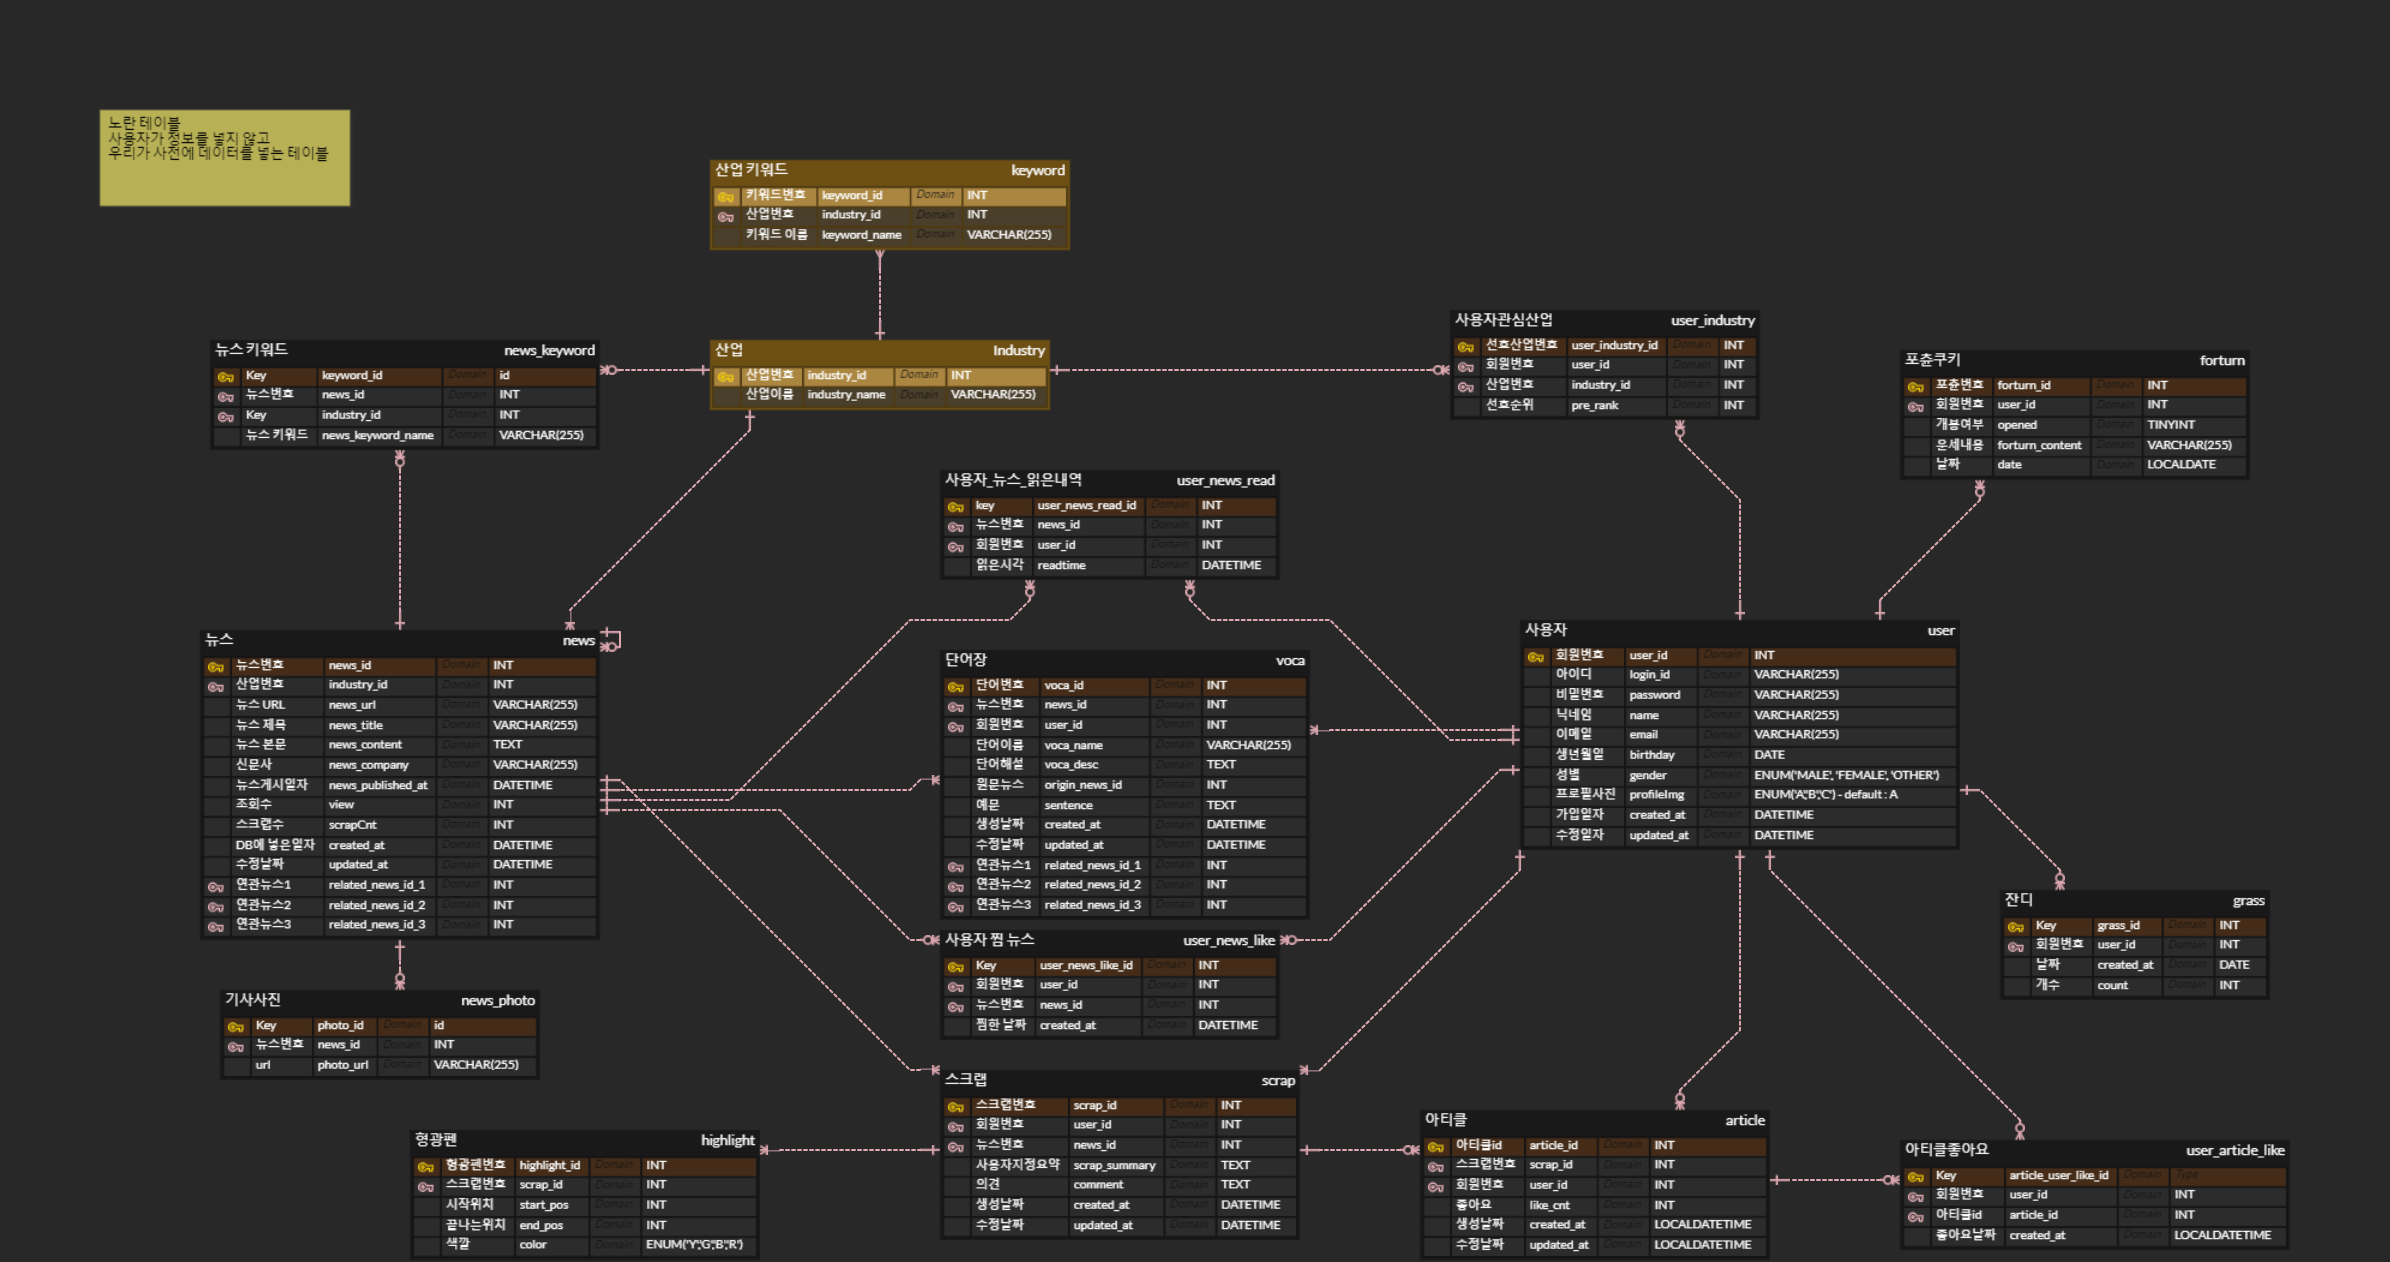 노란 테이블
사용자가 정보를 넣지 않고
우리가 사전에 데이터를 넣는 테이블
산업 키워드 keyword
키워드번호 keyword_id Domain INT
산업번호 industry_id Domain INT
키워드 이름 keyword_name Domain VARCHAR(255)
뉴스 키워드 news_keyword
Key keyword_id Domain id
뉴스번호 news_id Domain INT
Key industry_id Domain INT
뉴스 키워드 news_keyword_name Domain VARCHAR(255)
산업 Industry
산업번호 industry_id Domain INT
산업이름 industry_name Domain VARCHAR(255)
사용자관심산업 user_industry
선호산업번호 user_industry_id Domain INT
회원번호 user_id Domain INT
산업번호 industry_id Domain INT
선호순위 pre_rank Domain INT
포츈쿠키 forturn
포츈번호 forturn_id Domain INT
회원번호 user_id Domain INT
개봉여부 opened Domain TINYINT
운세내용 forturn_content Domain VARCHAR(255)
날짜 date Domain LOCALDATE
사용자_뉴스_읽은내역 user_news_read
key user_news_read_id Domain INT
뉴스번호 news_id Domain INT
회원번호 user_id Domain INT
읽은시각 readtime Domain DATETIME
뉴스 news
뉴스번호 news_id Domain INT
산업번호 industry_id Domain INT
뉴스 URL news_url Domain VARCHAR(255)
뉴스 제목 news_title Domain VARCHAR(255)
뉴스 본문 news_content Domain TEXT
신문사 news_company Domain VARCHAR(255)
뉴스게시일자 news_published_at Domain DATETIME
조회수 view Domain INT
스크랩수 scrapCnt Domain INT
DB에 넣은일자 created_at Domain DATETIME
수정날짜 updated_at Domain DATETIME
연관뉴스1 related_news_id_1 Domain INT
연관뉴스2 related_news_id_2 Domain INT
연관뉴스3 related_news_id_3 Domain INT
단어장 voca
단어번호 voca_id Domain INT
뉴스번호 news_id Domain INT
회원번호 user_id Domain INT
단어이름 voca_name Domain VARCHAR(255)
단어해설 voca_desc Domain TEXT
원문뉴스 origin_news_id Domain INT
예문 sentence Domain TEXT
생성날짜 created_at Domain DATETIME
수정날짜 updated_at Domain DATETIME
연관뉴스1 related_news_id_1 Domain INT
연관뉴스2 related_news_id_2 Domain INT
연관뉴스3 related_news_id_3 Domain INT
사용자 user
회원번호 user_id Domain INT
아이디 login_id Domain VARCHAR(255)
비밀번호 password Domain VARCHAR(255)
닉네임 name Domain VARCHAR(255)
이메일 email Domain VARCHAR(255)
생년월일 birthday Domain DATE
성별 gender Domain ENUM('MALE', 'FEMALE', 'OTHER')
프로필사진 profileImg Domain ENUM('A','B','C') - default : A
가입일자 created_at Domain DATETIME
수정일자 updated_at Domain DATETIME
잔디 grass
Key grass_id Domain INT
회원번호 user_id Domain INT
날짜 created_at Domain DATE
개수 count Domain INT
사용자 찜 뉴스 user_news_like
Key user_news_like_id Domain INT
회원번호 user_id Domain INT
뉴스번호 news_id Domain INT
찜한 날짜 created_at Domain DATETIME
기사사진 news_photo
Key photo_id Domain id
뉴스번호 news_id Domain INT
url photo_url Domain VARCHAR(255)
스크랩 scrap
스크랩번호 scrap_id Domain INT
회원번호 user_id Domain INT
뉴스번호 news_id Domain INT
사용자지정요약 scrap_summary Domain TEXT
의견 comment Domain TEXT
생성날짜 created_at Domain DATETIME
수정날짜 updated_at Domain DATETIME
형광펜 highlight
형광펜번호 highlight_id Domain INT
스크랩번호 scrap_id Domain INT
시작위치 start_pos Domain INT
끝나는위치 end_pos Domain INT
색깔 color Domain ENUM('Y','G','B','R')
아티클 article
아티클id article_id Domain INT
스크랩번호 scrap_id Domain INT
회원번호 user_id Domain INT
좋아요 like_cnt Domain INT
생성날짜 created_at Domain LOCALDATETIME
수정날짜 updated_at Domain LOCALDATETIME
아티클좋아요 user_article_like
Key article_user_like_id Domain Type
회원번호 user_id Domain INT
아티클id article_id Domain INT
좋아요날짜 created_at Domain LOCALDATETIME